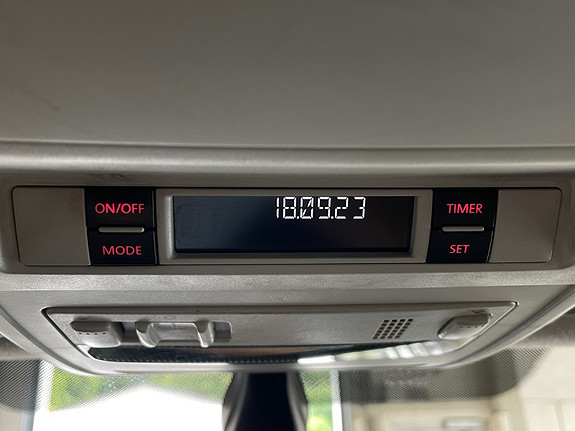 18.09.23
ON/OFF
TIMER
MODE
SET